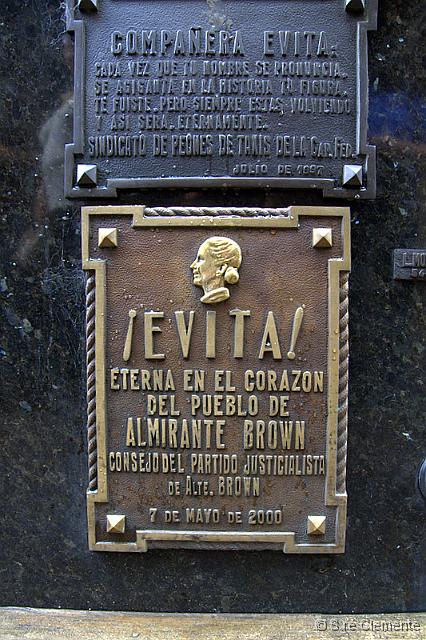 COMPAÑERA EVITA.
CADA VEZ QUE TU NOMBRE SE PRONUNCIA.
SE AGIGANTA EN LA HISTORIA TU FIGURA.
TE FUISTE. PERO SIEMPRE ESTAS, VOLVIENDO
Y ASI SERA, ETERNAMENTE.
SINDICATO DE PEONES DE TAXIS DE LA Cap. Fed.
JULIO DE 1997
¡EVITA!
ETERNA EN EL CORAZON
DEL PUEBLO DE
ALMIRANTE BROWN
CONSEJO DEL PARTIDO JUSTICIALISTA
DE ALTE. BROWN
7 DE MAYO DE 2000